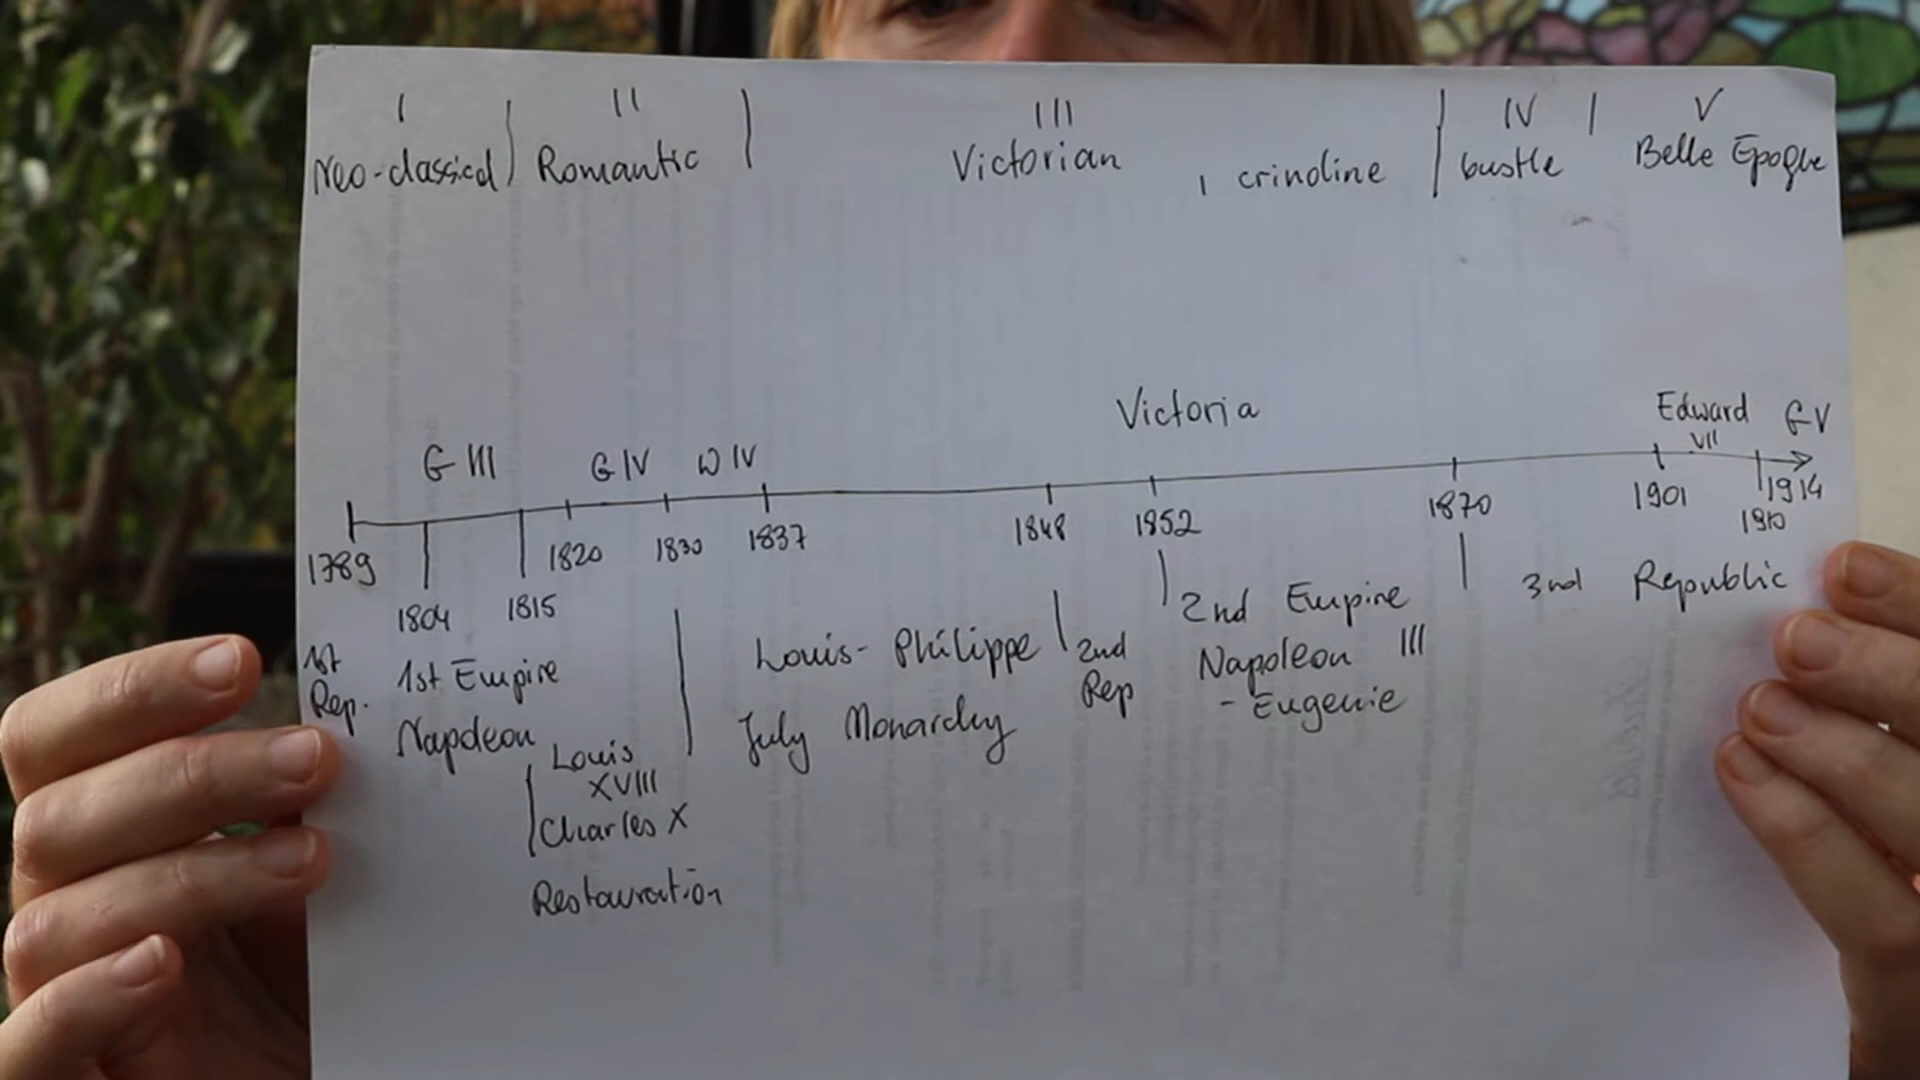 I II III IV V
Neo-classical Romantic Victorian crinoline bustle Belle Epoque
Victoria Edward VII G V
G III G IV W IV
1789 1804 1815 1820 1830 1837 1848 1852 1870 1901 1910 1914
1st Rep.
1st Empire
Napoleon
Louis XVIII
Charles X
Restauration
Louis-Philippe
July Monarchy
2nd Rep
2nd Empire
Napoleon III
- Eugenie
3nd Republic